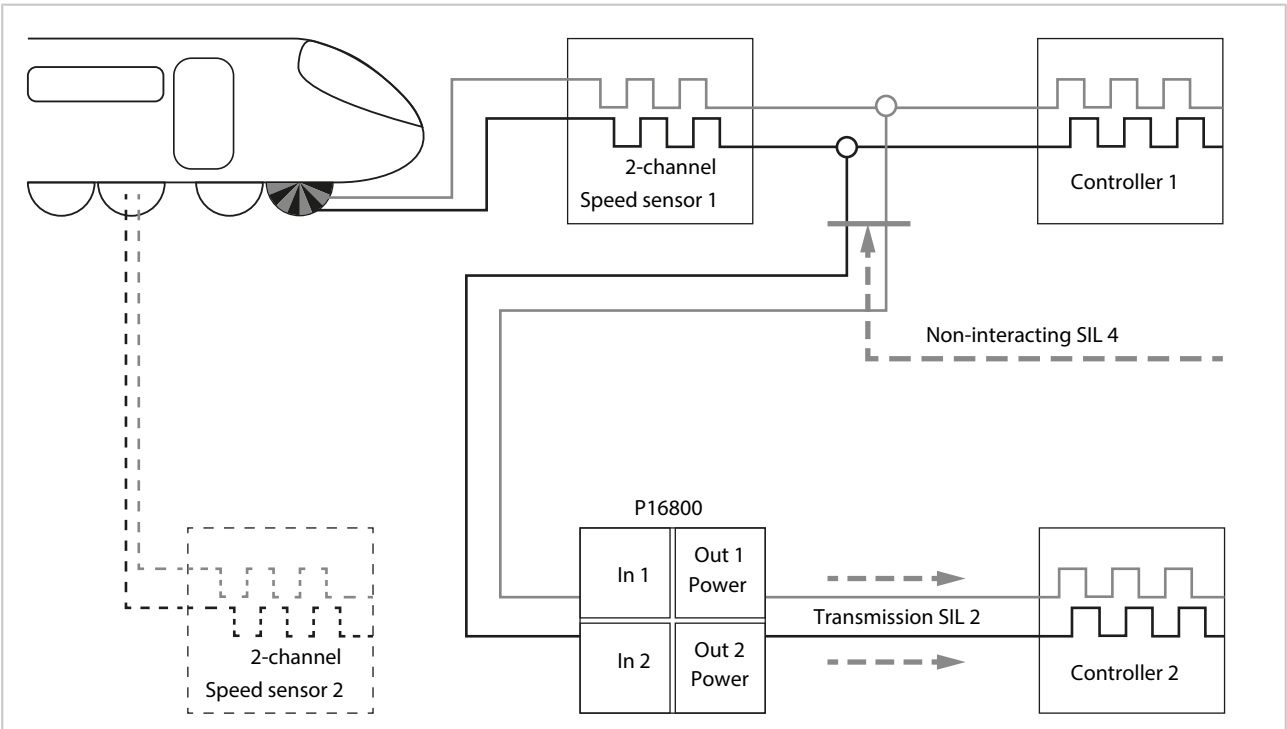 2-channel
Speed sensor 1
Controller 1
Non-interacting SIL 4
P16800
In 1
Out 1
Power
Transmission SIL 2
In 2
Out 2
Power
Controller 2
2-channel
Speed sensor 2